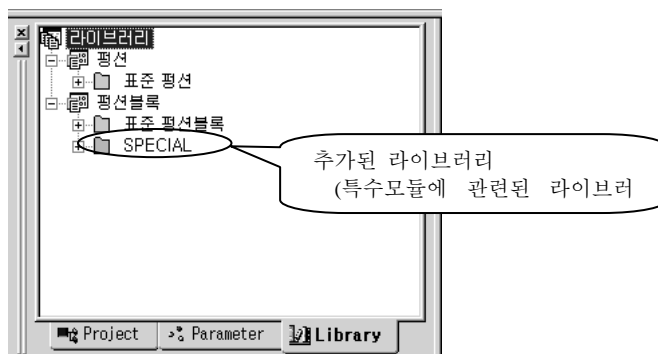 라이브러리
펑션
표준 펑션
펑션블록
표준 펑션블록
SPECIAL
추가된 라이브러리
(특수모듈에 관련된 라이브러
Project Parameter Library